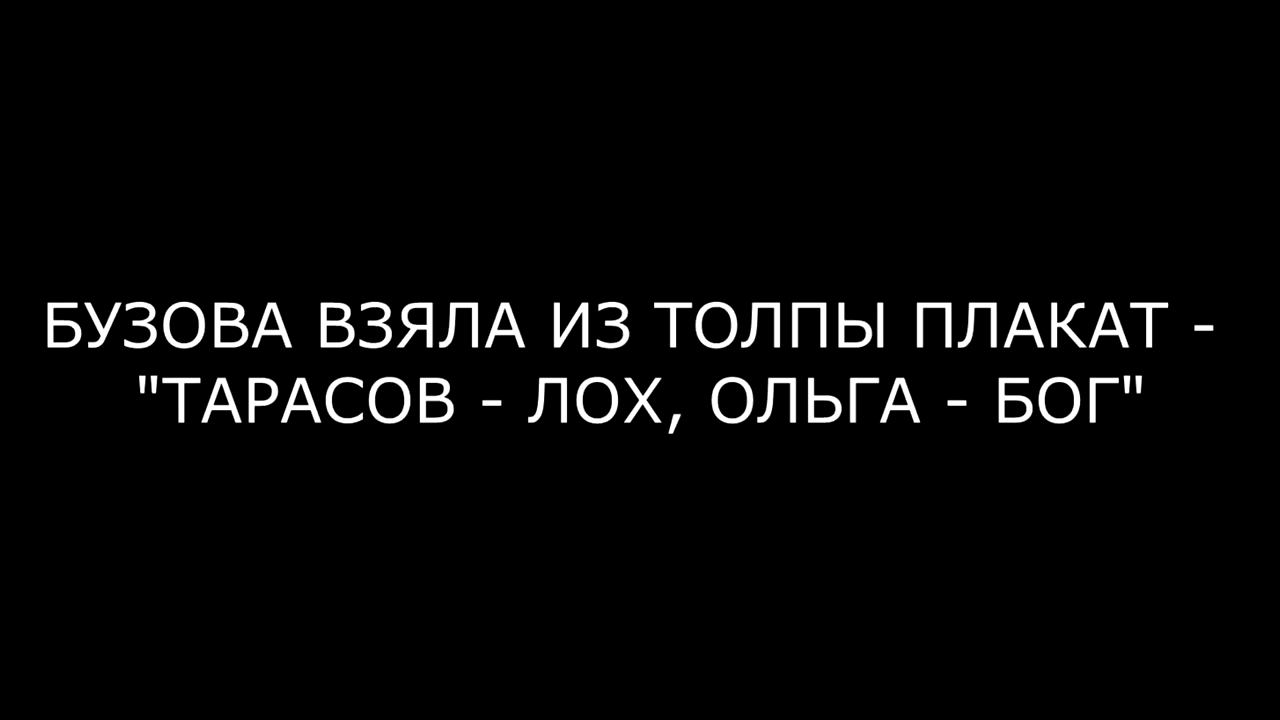 БУЗОВА ВЗЯЛА ИЗ ТОЛПЫ ПЛАКАТ -
"ТАРАСОВ - ЛОХ, ОЛЬГА - БОГ"